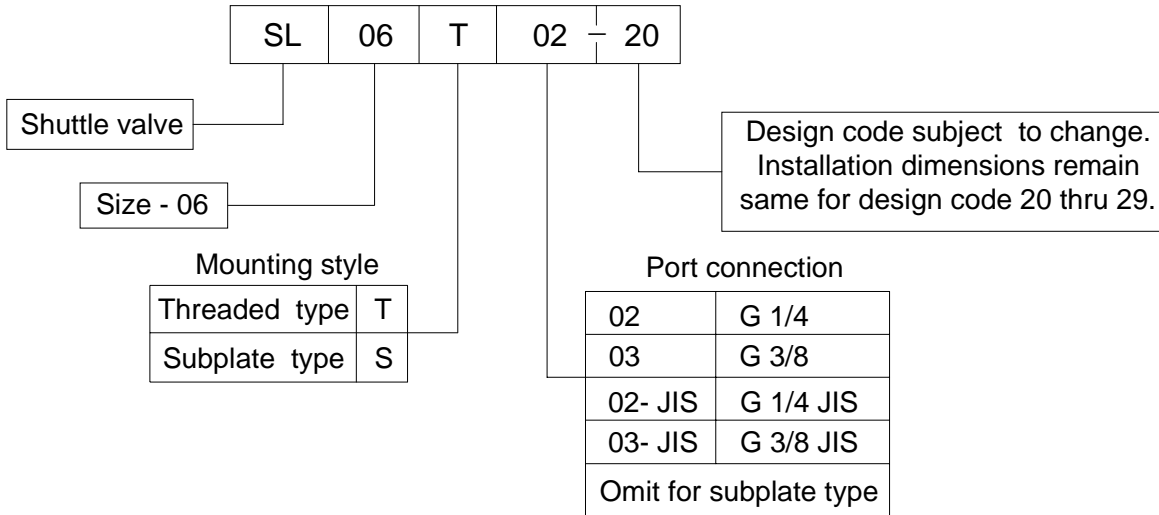 SL 06 T 02 - 20
Shuttle valve
Design code subject to change.
Installation dimensions remain
same for design code 20 thru 29.
Size - 06
Mounting style
Threaded type T
Subplate type S
Port connection
02 G 1/4
03 G 3/8
02- JIS G 1/4 JIS
03- JIS G 3/8 JIS
Omit for subplate type